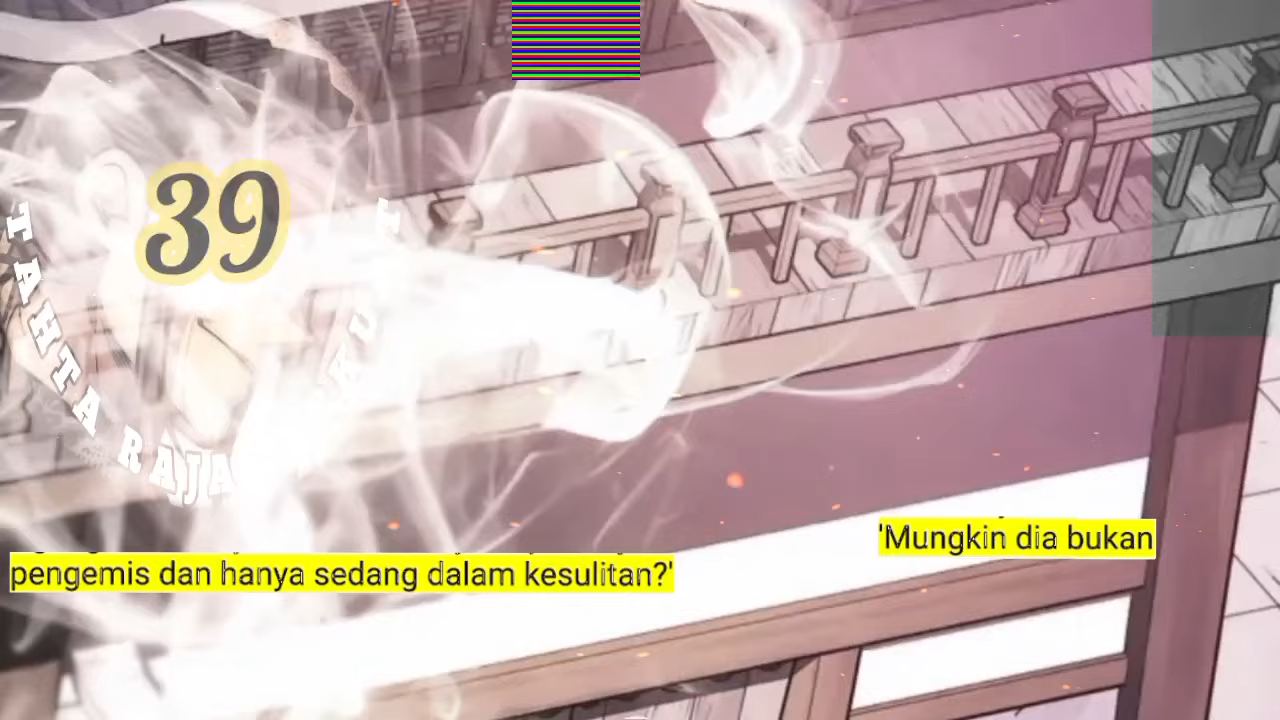 39
TAHTA RAJA
'Mungkin dia bukan
pengemis dan hanya sedang dalam kesulitan?'